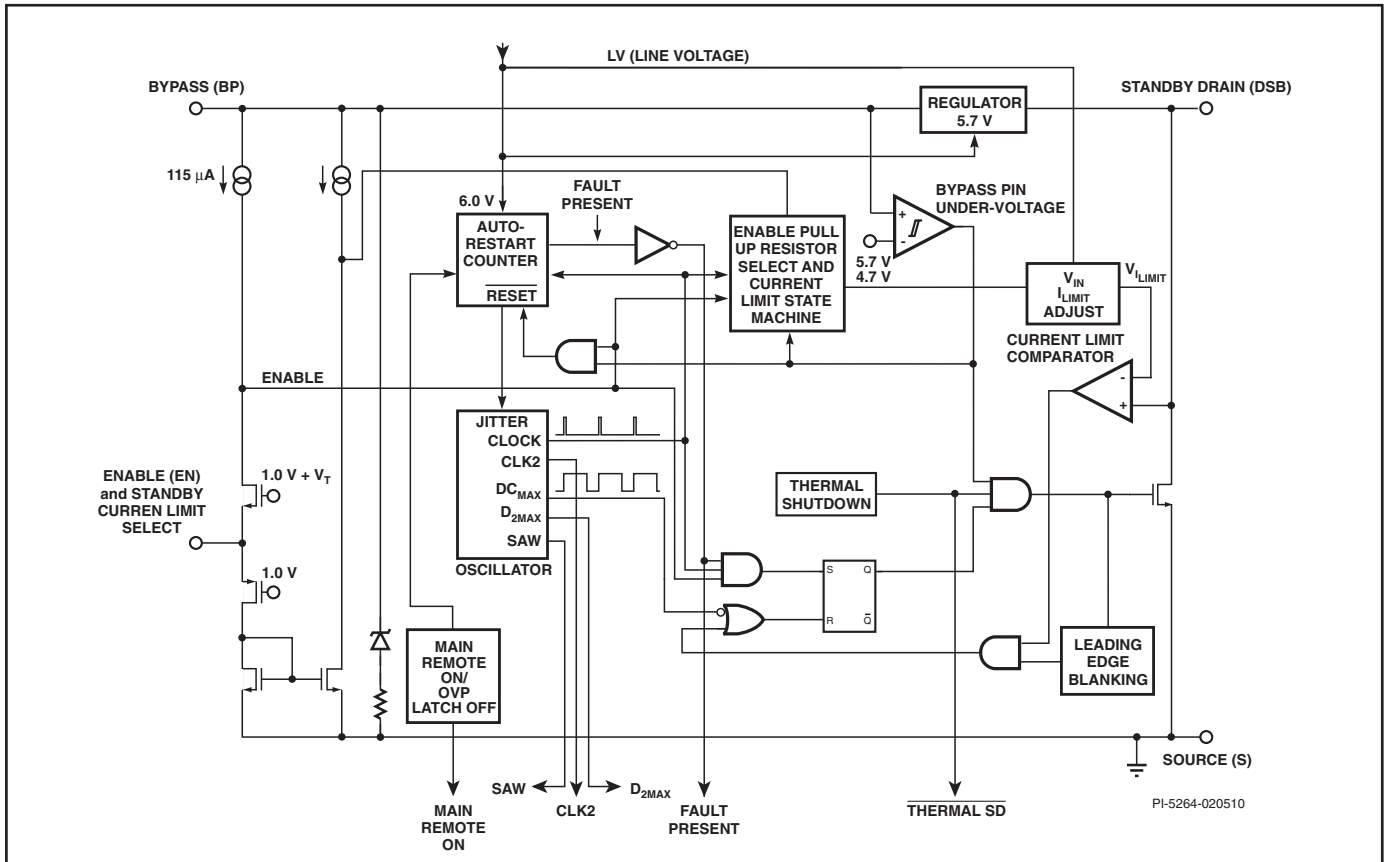 LV (LINE VOLTAGE)
BYPASS (BP)
STANDBY DRAIN (DSB)
REGULATOR
5.7 V
115 μA
6.0 V
FAULT
PRESENT
BYPASS PIN
UNDER-VOLTAGE
+
-
5.7 V
4.7 V
AUTO-
RESTART
COUNTER
RESET
ENABLE PULL
UP RESISTOR
SELECT AND
CURRENT
LIMIT STATE
MACHINE
VIN
ILIMIT
ADJUST
VILIMIT
CURRENT LIMIT
COMPARATOR
-
+
ENABLE
JITTER
CLOCK
CLK2
DCMAX
D2MAX
SAW
OSCILLATOR
ENABLE (EN)
and STANDBY
CURREN LIMIT
SELECT
1.0 V + VT
1.0 V
THERMAL
SHUTDOWN
S Q
R Q
MAIN
REMOTE
ON/
OVP
LATCH OFF
LEADING
EDGE
BLANKING
SOURCE (S)
SAW
D2MAX
MAIN
REMOTE
ON
CLK2
FAULT
PRESENT
THERMAL SD
PI-5264-020510